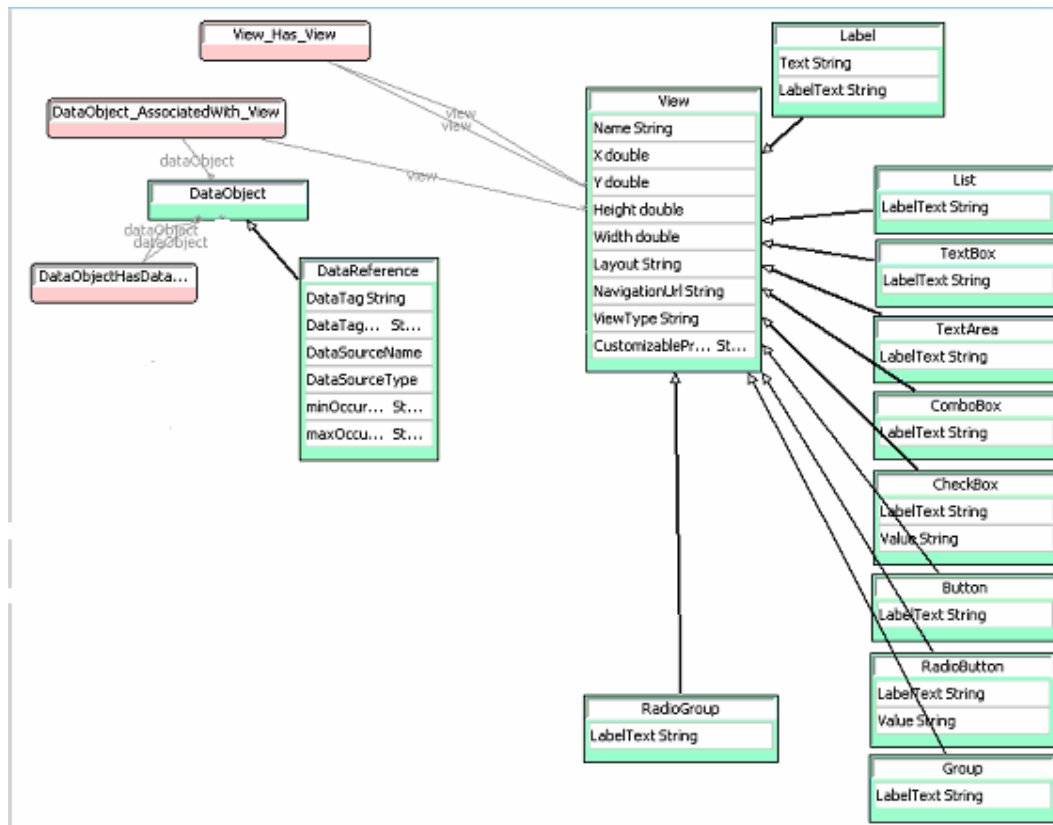 View_Has_View
DataObject_AssociatedWith_View
dataObject
DataObject
dataObject
dataObject
DataObjectHasData...
view
view
view
DataReference
DataTag String
DataTag... St...
DataSourceName
DataSourceType
minOccur... St...
maxOccu... St...
View
Name String
X double
Y double
Height double
Width double
Layout String
NavigationUrl String
ViewType String
CustomizablePr... St...
Label
Text String
LabelText String
List
LabelText String
TextBox
LabelText String
TextArea
LabelText String
ComboBox
LabelText String
CheckBox
LabelText String
Value String
Button
LabelText String
RadioButton
LabelText String
Value String
Group
LabelText String
RadioGroup
LabelText String